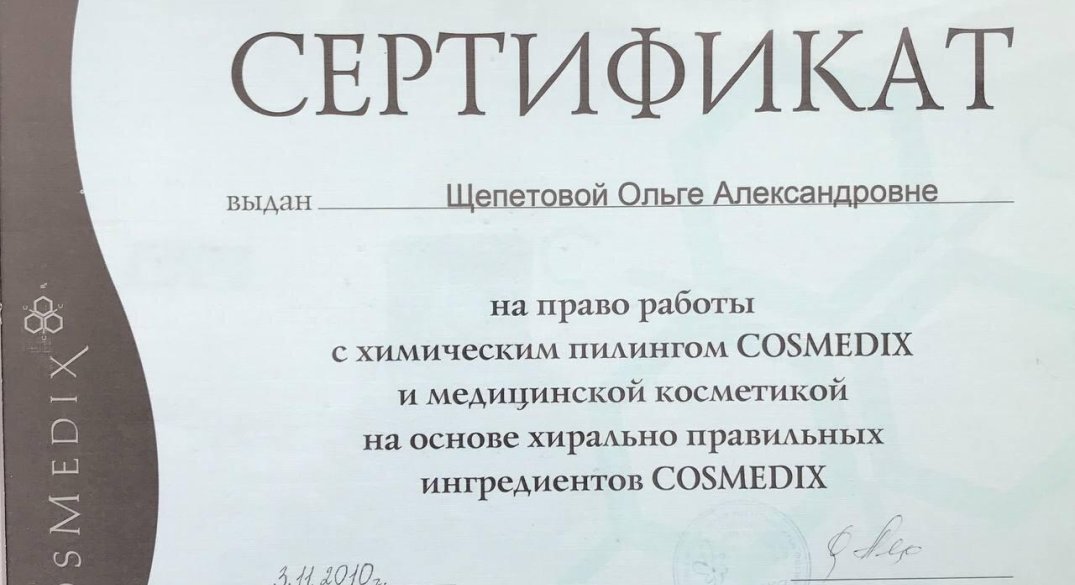 СЕРТИФИКАТ
выдан Щепетовой Ольге Александровне
на право работы
с химическим пилингом COSMEDIX
и медицинской косметикой
на основе хирально правильных
ингредиентов COSMEDIX
3.11.2010г.
OSMEDIX